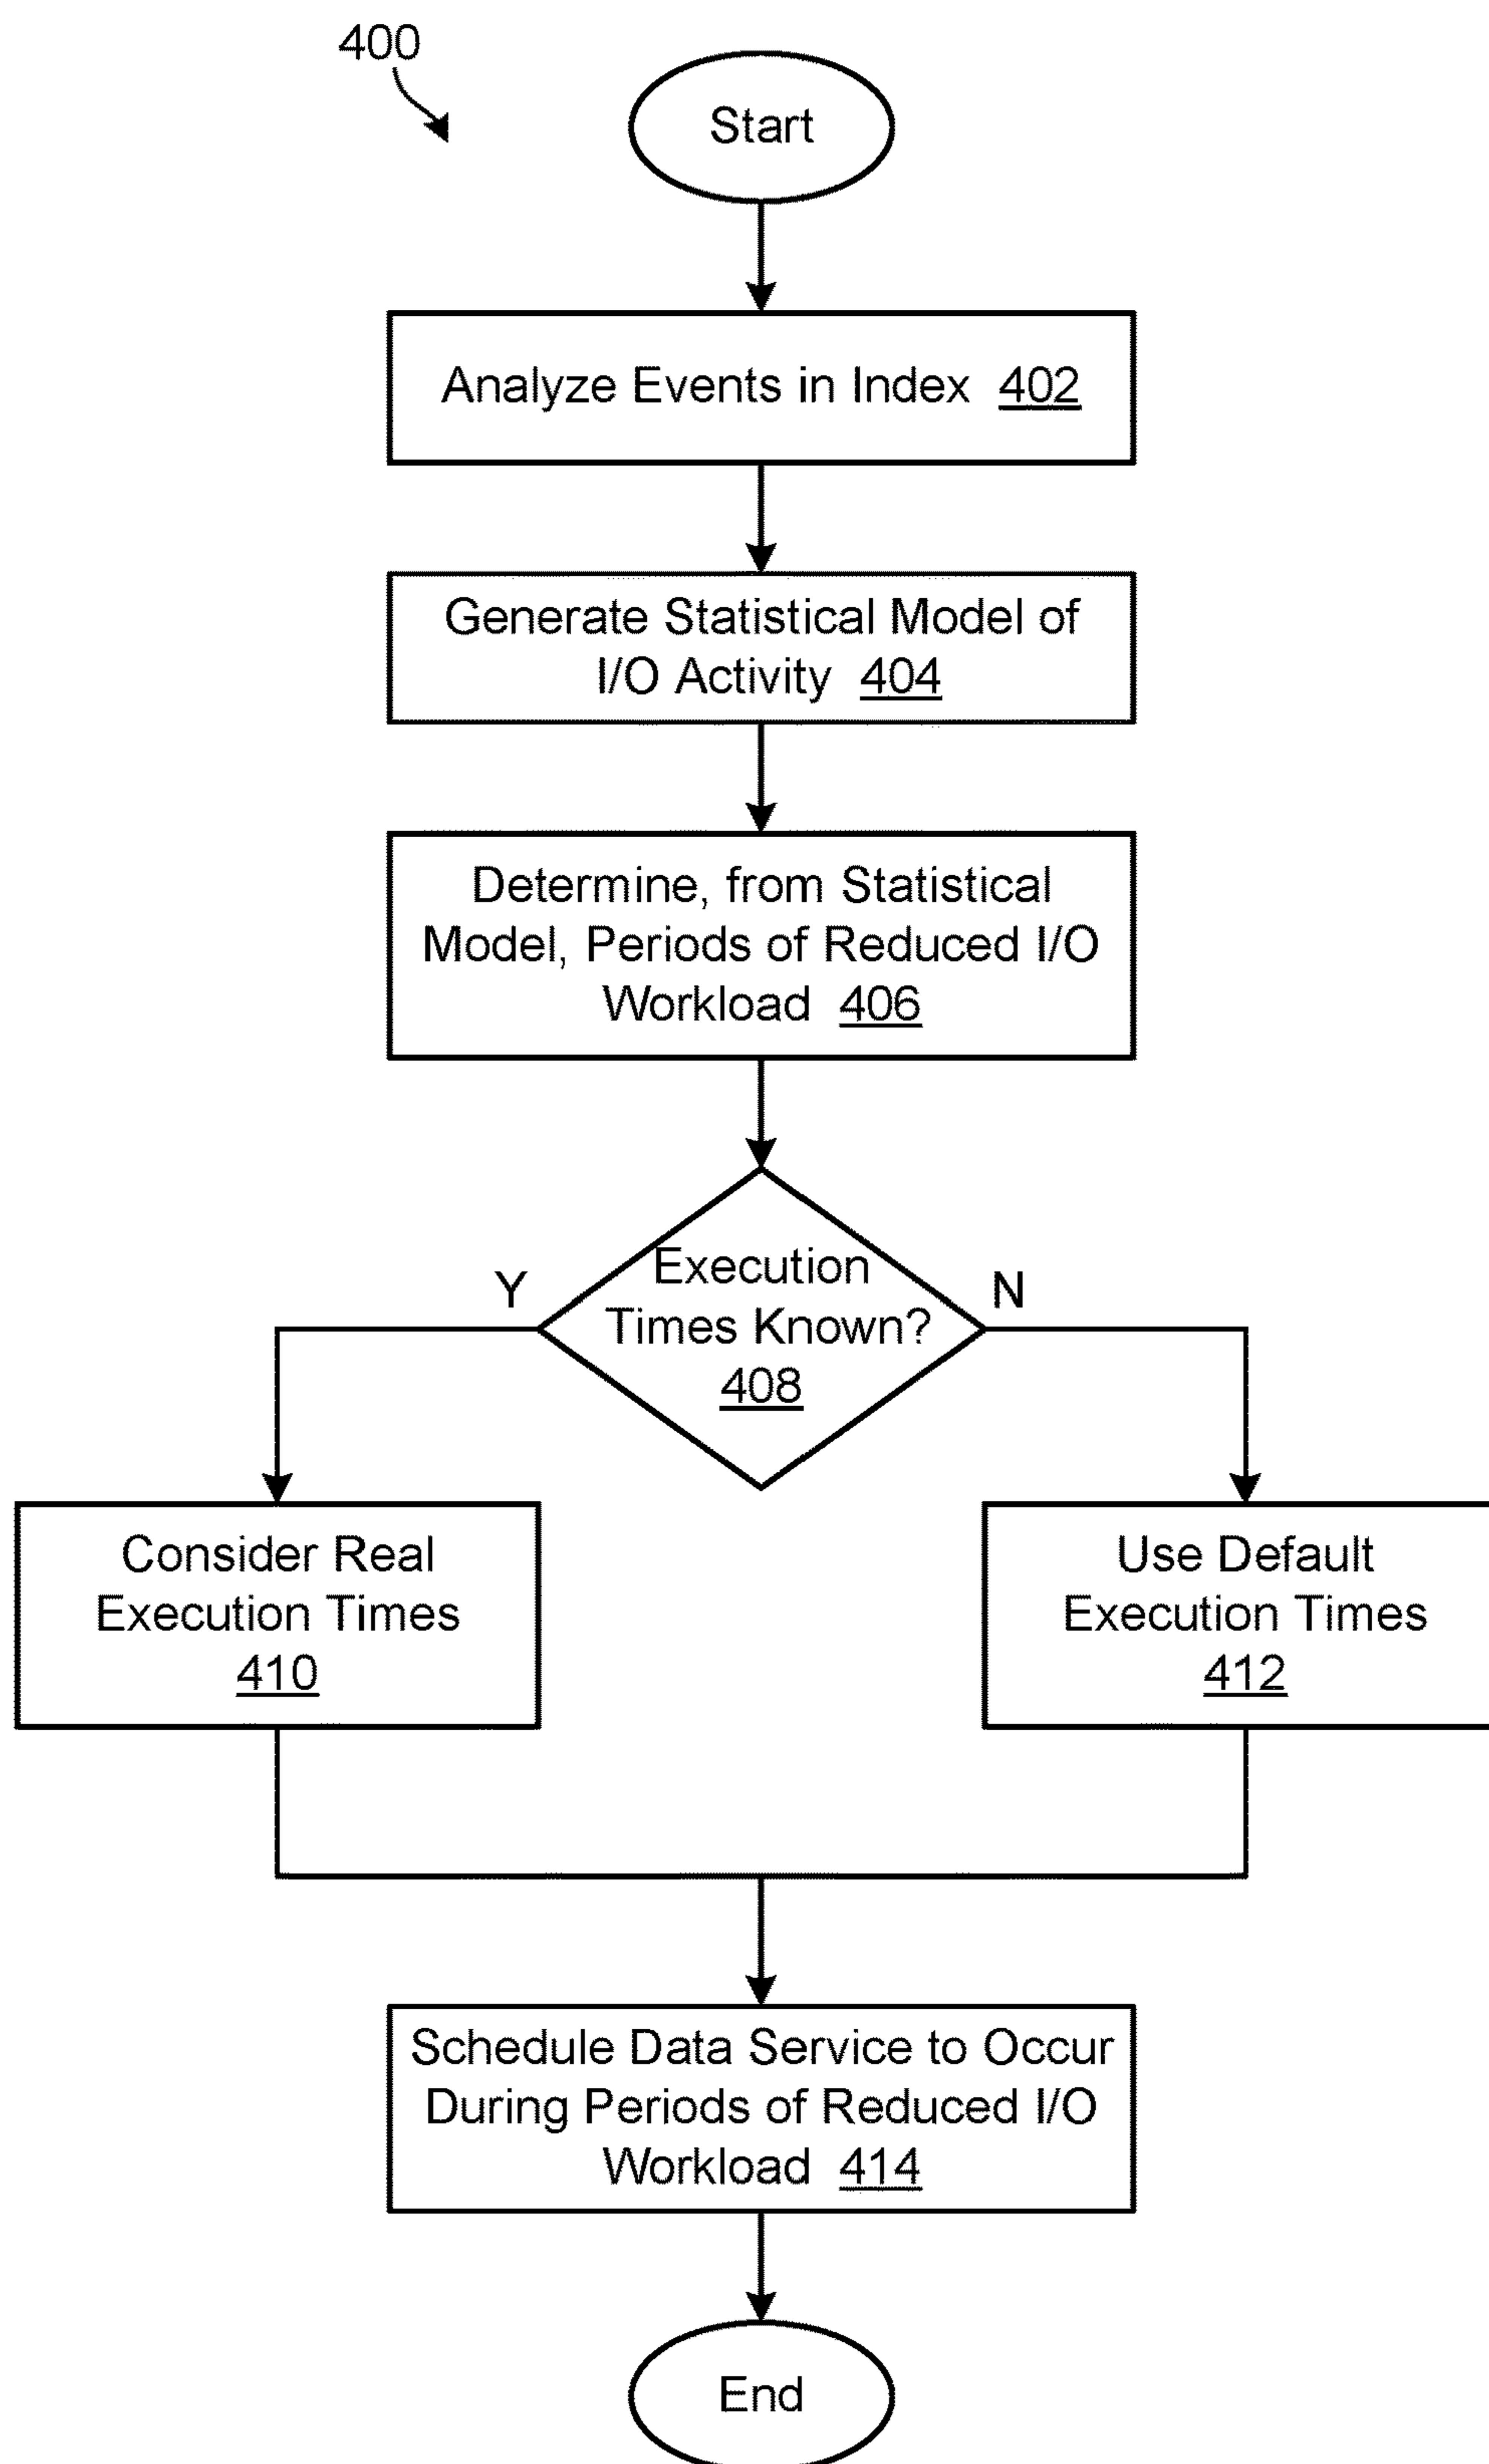 400
Start
Analyze Events in Index 402
Generate Statistical Model of
I/O Activity 404
Determine, from Statistical
Model, Periods of Reduced I/O
Workload 406
Execution
Times Known?
408
Y
N
Consider Real
Execution Times
410
Use Default
Execution Times
412
Schedule Data Service to Occur
During Periods of Reduced I/O
Workload 414
End